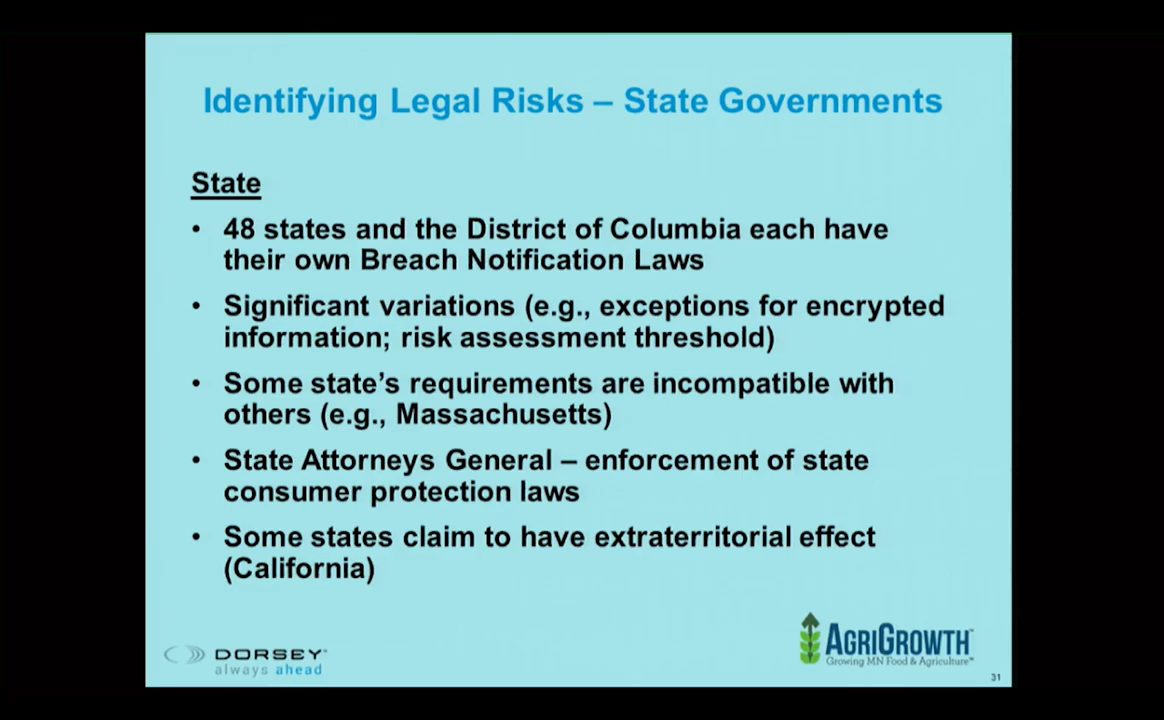 Identifying Legal Risks – State Governments
State
• 48 states and the District of Columbia each have
their own Breach Notification Laws
• Significant variations (e.g., exceptions for encrypted
information; risk assessment threshold)
• Some state’s requirements are incompatible with
others (e.g., Massachusetts)
• State Attorneys General – enforcement of state
consumer protection laws
• Some states claim to have extraterritorial effect
(California)
DORSEY
always ahead
AGRIGROWTH™
Growing MN Food & Agriculture™
31